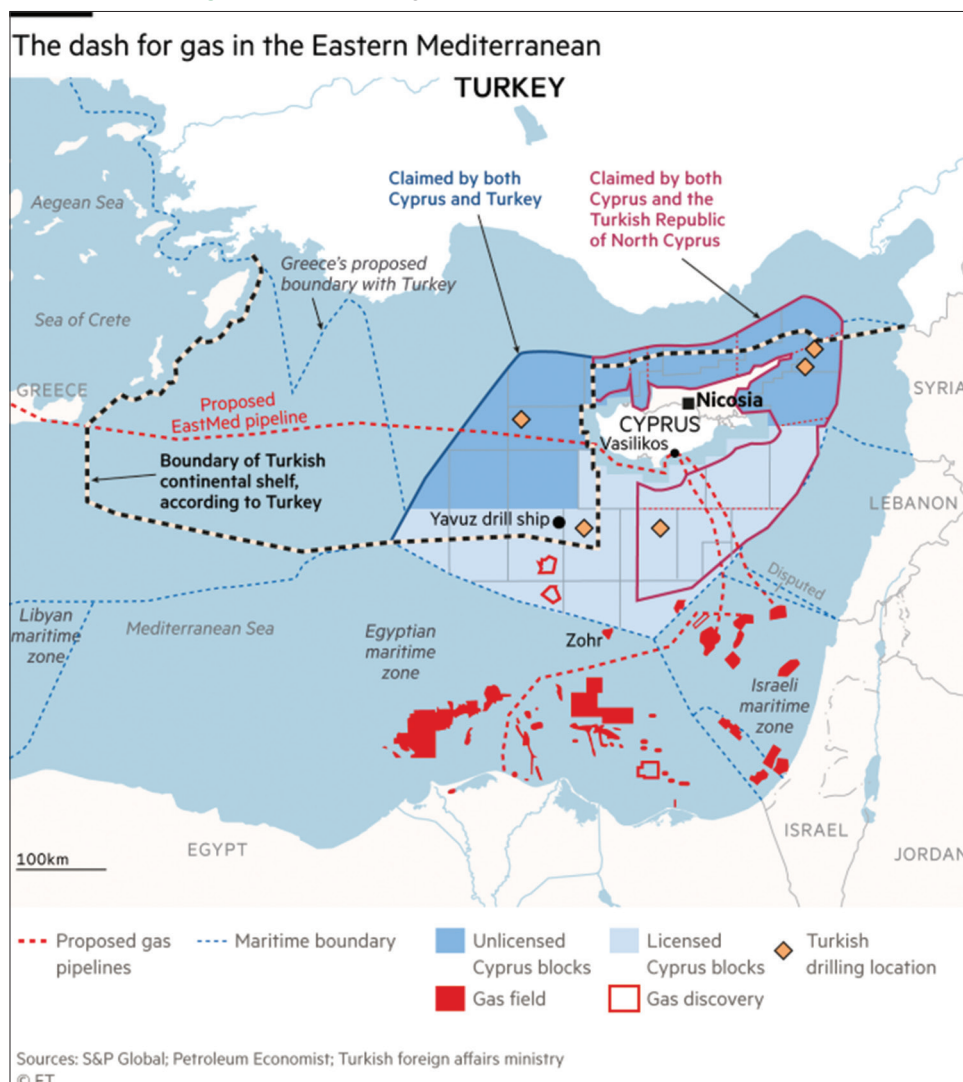 The dash for gas in the Eastern Mediterranean
TURKEY
Claimed by both
Cyprus and Turkey
Claimed by both
Cyprus and the
Turkish Republic
of North Cyprus
Aegean Sea
Greece's proposed
boundary with Turkey
Sea of Crete
GREECE
Proposed
EastMed pipeline
Nicosia
CYPRUS
Vasilikos
SYRIA
Boundary of Turkish
continental shelf,
according to Turkey
LEBANON
Yavuz drill ship
Disputed
Libyan
maritime
zone
Mediterranean Sea
Egyptian
maritime
zone
Zohr
Israeli
maritime
zone
EGYPT
ISRAEL
JORDAN
100km
Proposed gas
pipelines
Maritime boundary
Unlicensed
Cyprus blocks
Licensed
Cyprus blocks
Turkish
drilling location
Gas field
Gas discovery
Sources: S&P Global; Petroleum Economist; Turkish foreign affairs ministry
© FT